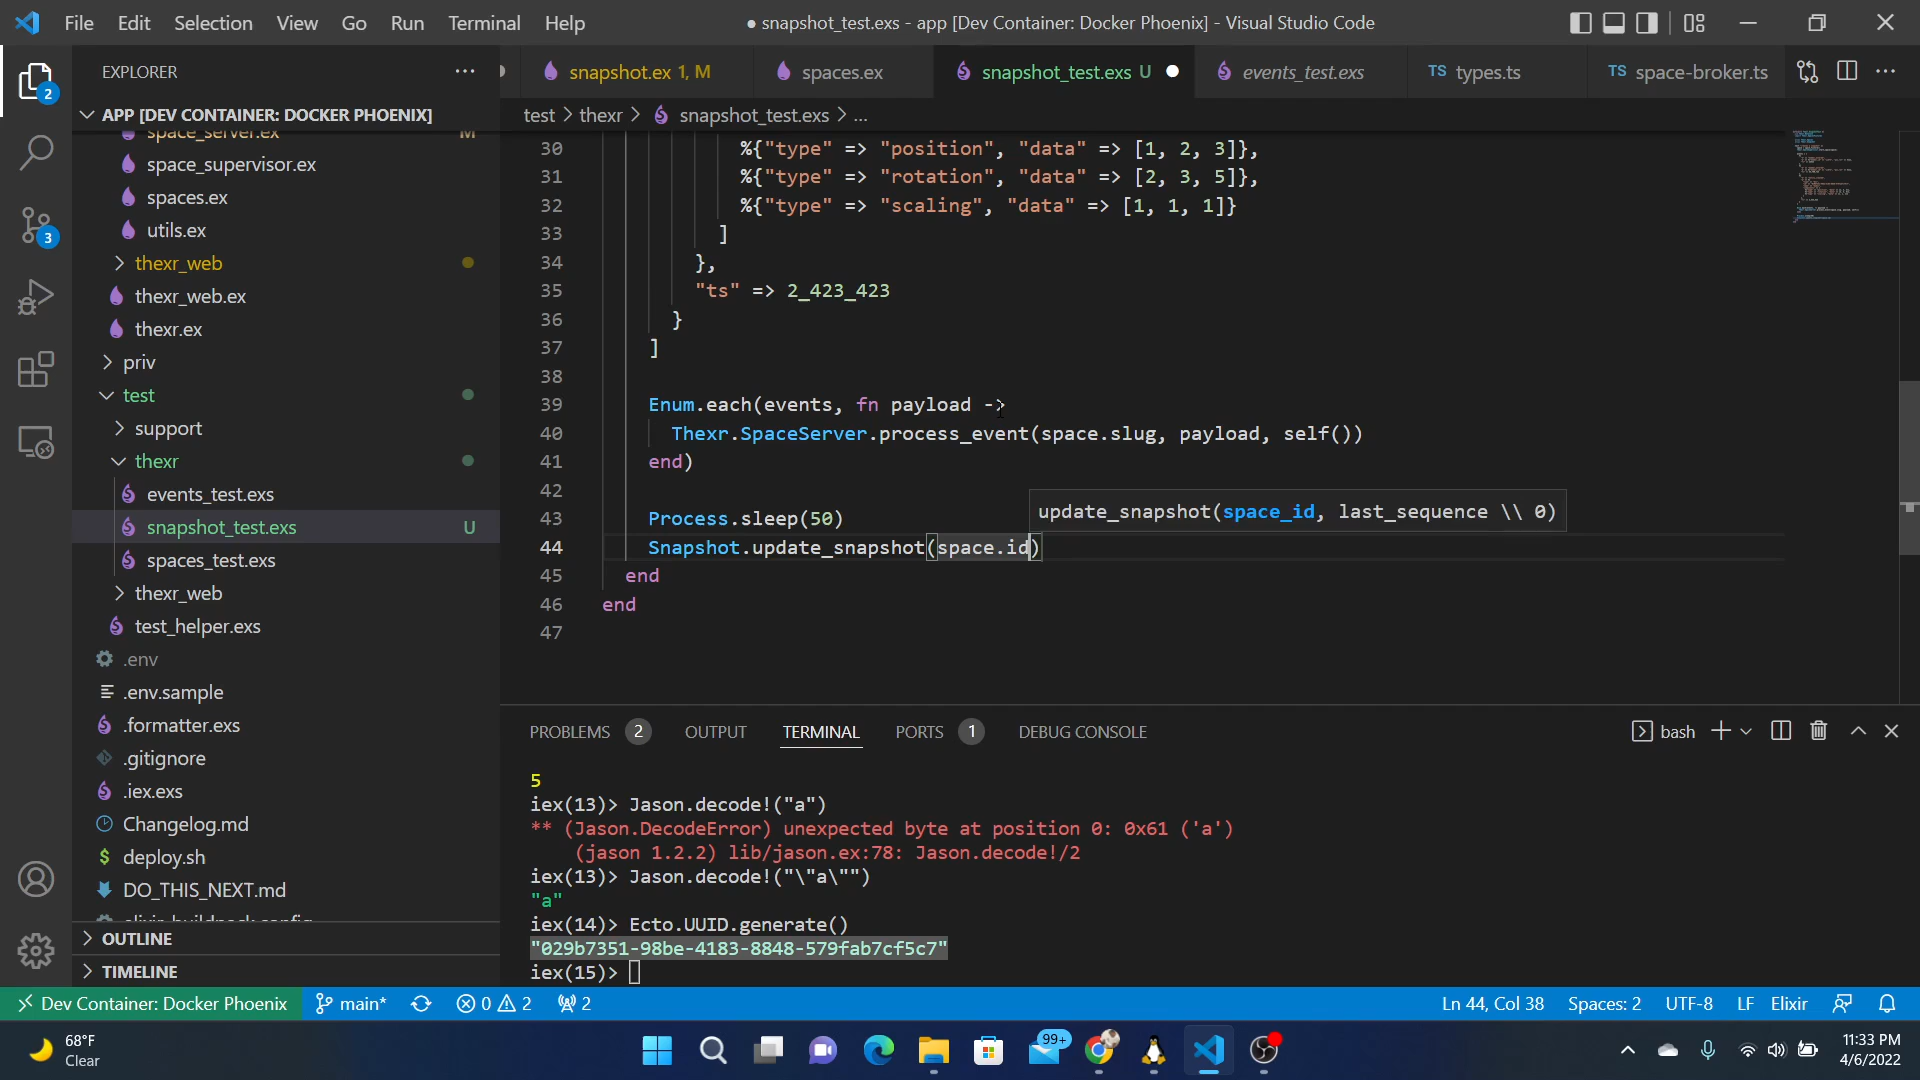 File Edit Selection View Go Run Terminal Help
● snapshot_test.exs - app [Dev Container: Docker Phoenix] - Visual Studio Code
EXPLORER
snapshot.ex 1, M
spaces.ex
snapshot_test.exs U
events_test.exs
TS types.ts
TS space-broker.ts
APP [DEV CONTAINER: DOCKER PHOENIX]
test > thexr > snapshot_test.exs > ...
space_server.ex M
space_supervisor.ex
spaces.ex
utils.ex
thexr_web
thexr_web.ex
thexr.ex
priv
test
support
thexr
events_test.exs
snapshot_test.exs U
spaces_test.exs
thexr_web
test_helper.exs
.env
.env.sample
.formatter.exs
.gitignore
.iex.exs
Changelog.md
deploy.sh
DO_THIS_NEXT.md
elixir_buildpack.config
OUTLINE
TIMELINE
2
3
30 %{"type" => "position", "data" => [1, 2, 3]},
31 %{"type" => "rotation", "data" => [2, 3, 5]},
32 %{"type" => "scaling", "data" => [1, 1, 1]}
33 ]
34 },
35 "ts" => 2_423_423
36 }
37 ]
38
39 Enum.each(events, fn payload ->
40 Thexr.SpaceServer.process_event(space.slug, payload, self())
41 end)
42
update_snapshot(space_id, last_sequence \\ 0)
43 Process.sleep(50)
44 Snapshot.update_snapshot(space.id)
45 end
46 end
47
PROBLEMS 2 OUTPUT TERMINAL PORTS 1 DEBUG CONSOLE
bash
5
iex(13)> Jason.decode!("a")
** (Jason.DecodeError) unexpected byte at position 0: 0x61 ('a')
(jason 1.2.2) lib/jason.ex:78: Jason.decode!/2
iex(13)> Jason.decode!("\"a\"")
"a"
iex(14)> Ecto.UUID.generate()
"029b7351-98be-4183-8848-579fab7cf5c7"
iex(15)>
Dev Container: Docker Phoenix main* 0 2 2
Ln 44, Col 38 Spaces: 2 UTF-8 LF Elixir
68°F
Clear
99+
11:33 PM
4/6/2022